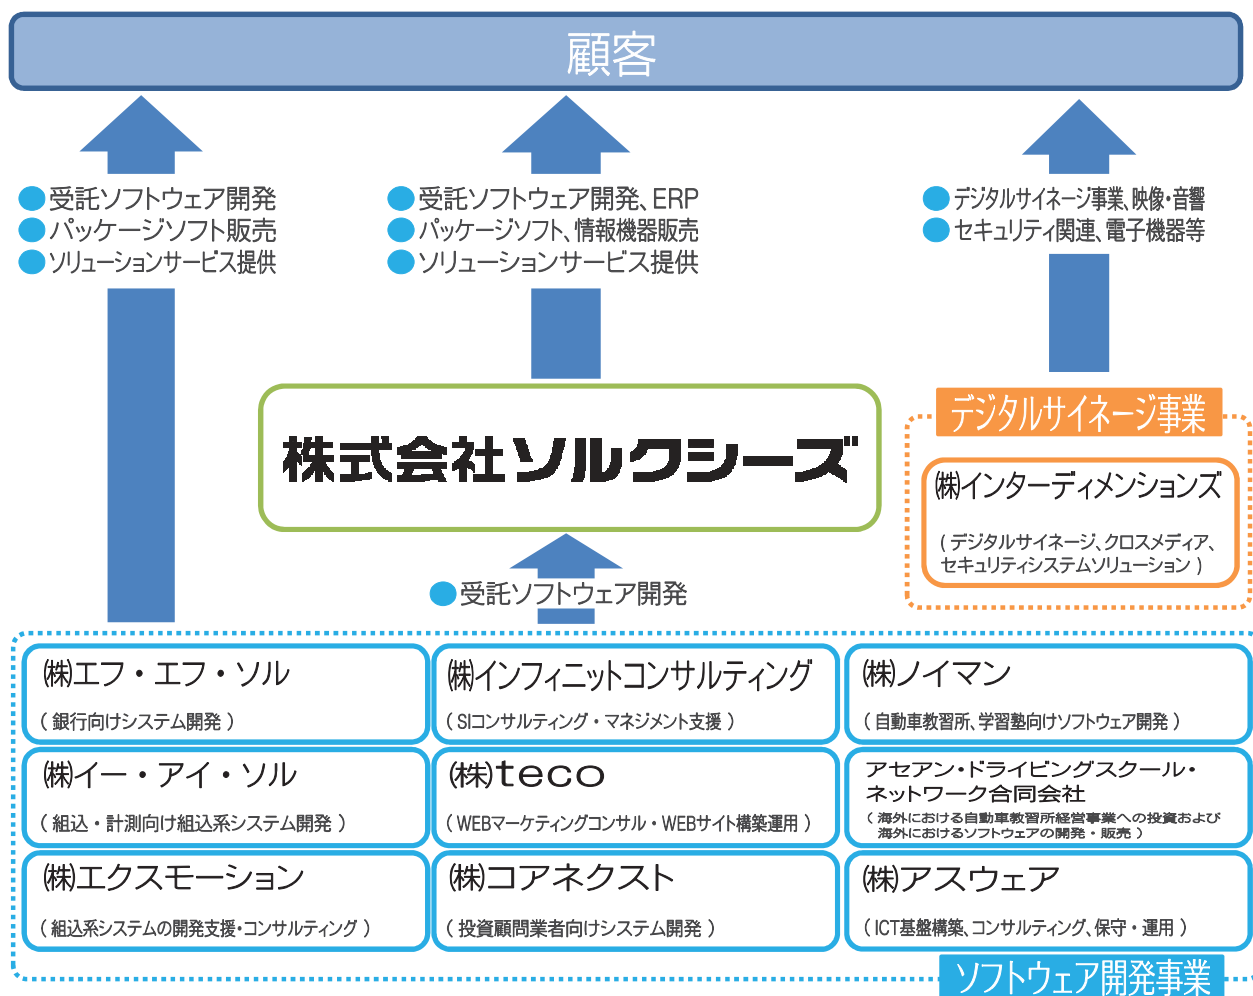 顧客
●受託ソフトウェア開発
●パッケージソフト販売
●ソリューションサービス提供
●受託ソフトウェア開発、ERP
●パッケージソフト、情報機器販売
●ソリューションサービス提供
●デジタルサイネージ事業、映像・音響
●セキュリティ関連、電子機器等
株式会社ソルクシーズ
デジタルサイネージ事業
㈱インターディメンションズ
(デジタルサイネージ、クロスメディア、
セキュリティシステムソリューション)
●受託ソフトウェア開発
㈱エフ・エフ・ソル
(銀行向けシステム開発)
㈱インフィニットコンサルティング
(SIコンサルティング・マネジメント支援)
㈱ノイマン
(自動車教習所、学習塾向けソフトウェア開発)
㈱イー・アイ・ソル
(組込・計測向け組込系システム開発)
㈱teco
(WEBマーケティングコンサル・WEBサイト構築運用)
アセアン・ドライビングスクール・
ネットワーク合同会社
(海外における自動車教習所経営事業への投資および
海外におけるソフトウェアの開発・販売)
㈱エクスモーション
(組込系システムの開発支援・コンサルティング)
㈱コアネクスト
(投資顧問業者向けシステム開発)
㈱アスウェア
(ICT基盤構築、コンサルティング、保守・運用)
ソフトウェア開発事業